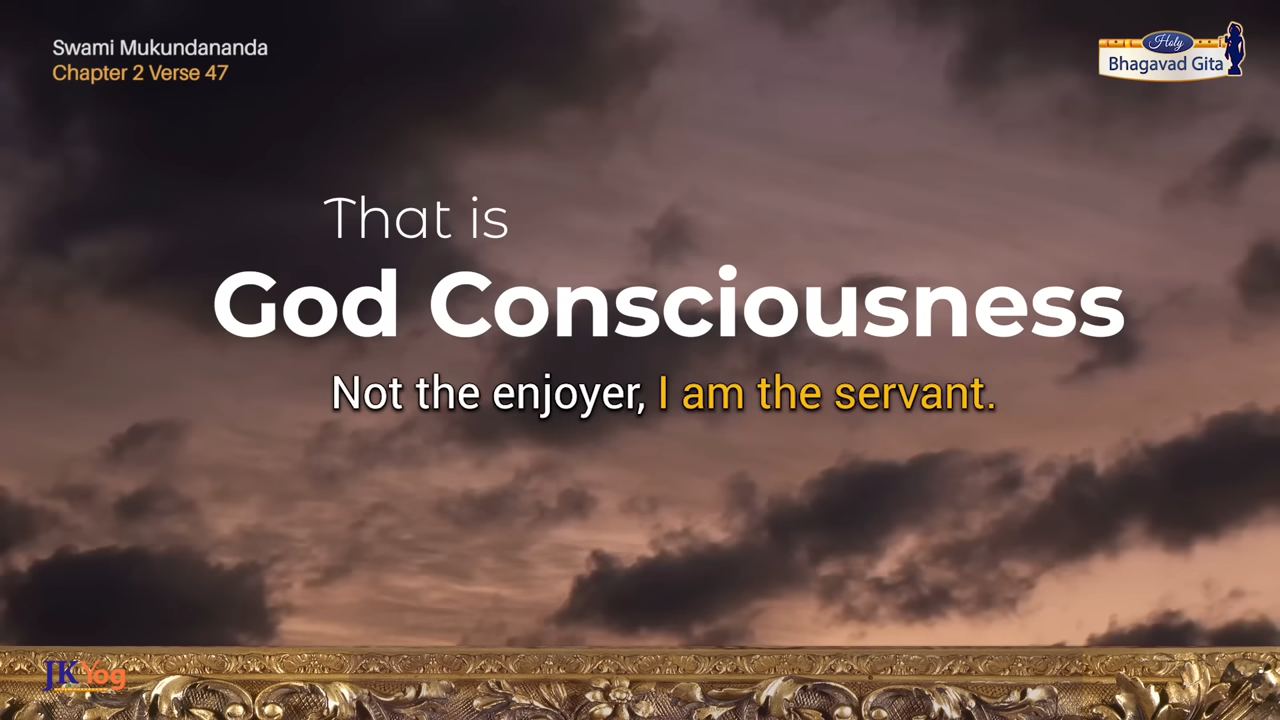 Swami Mukundananda
Chapter 2 Verse 47
Holy
Bhagavad Gita
That is
God Consciousness
Not the enjoyer, I am the servant.
JKYog